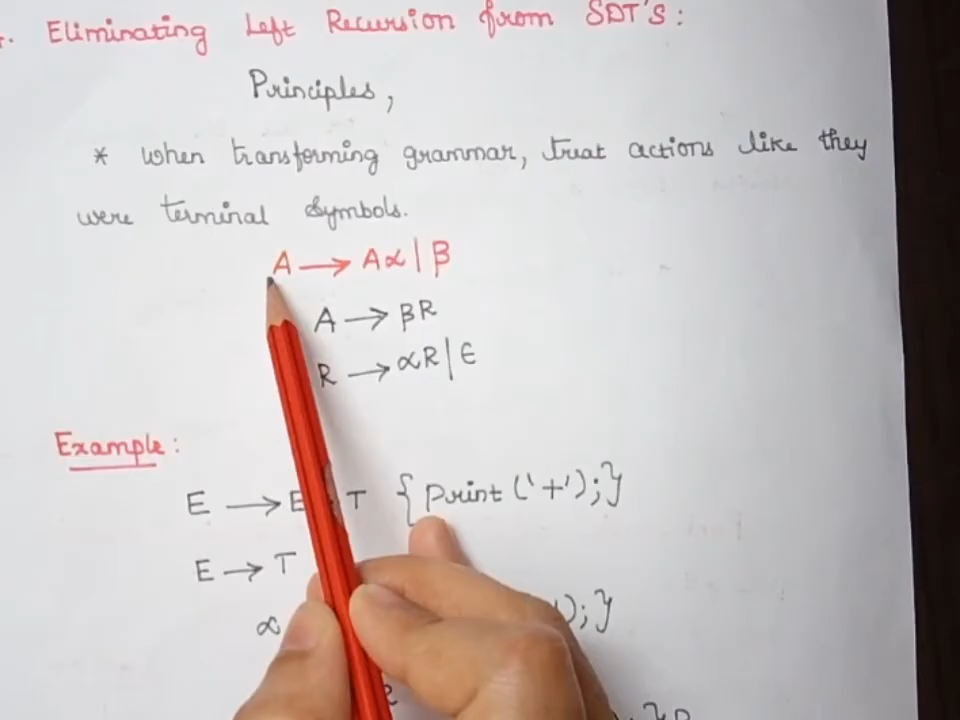 Eliminating Left Recursion from SDT'S:
Principles,
* when transforming grammar, treat actions like they
were terminal symbols.
A → Aα | β
A → βR
R → αR | ϵ
Example:
E → E T {print('+');}
E → T
α );}